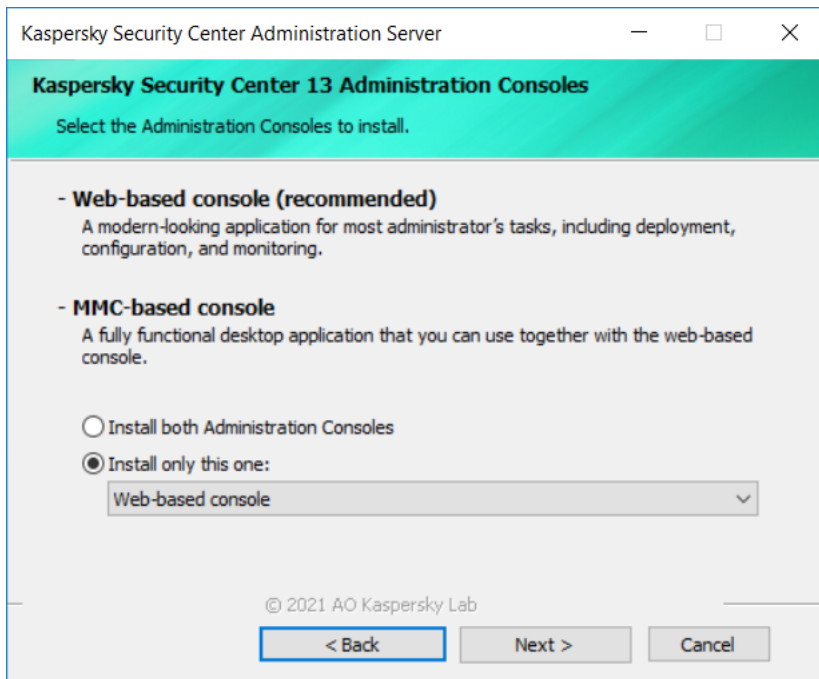 Kaspersky Security Center Administration Server
Kaspersky Security Center 13 Administration Consoles
Select the Administration Consoles to install.
- Web-based console (recommended)
A modern-looking application for most administrator's tasks, including deployment,
configuration, and monitoring.
- MMC-based console
A fully functional desktop application that you can use together with the web-based
console.
Install both Administration Consoles
Install only this one:
Web-based console
© 2021 AO Kaspersky Lab
< Back
Next >
Cancel